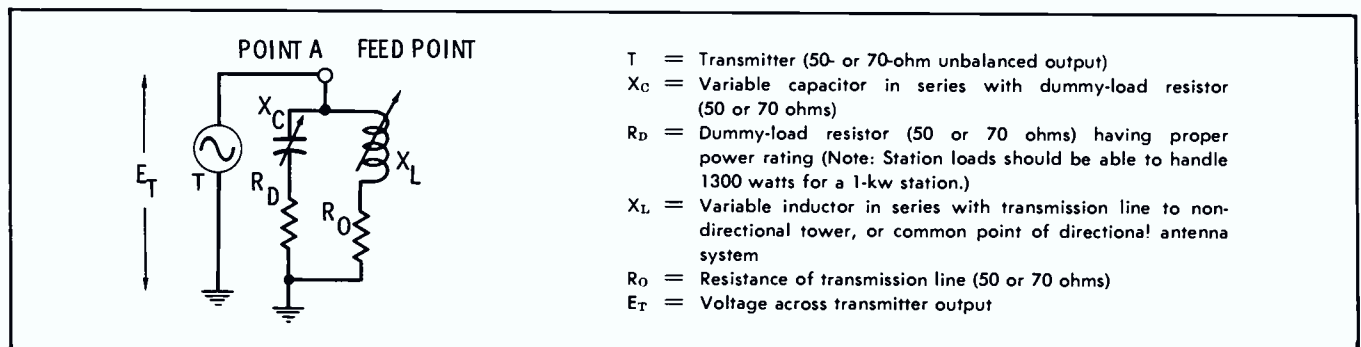 POINT A FEED POINT
X_C
E_T
T
R_D
R_O
X_L
T = Transmitter (50- or 70-ohm unbalanced output)
X_C = Variable capacitor in series with dummy-load resistor
(50 or 70 ohms)
R_D = Dummy-load resistor (50 or 70 ohms) having proper
power rating (Note: Station loads should be able to handle
1300 watts for a 1-kw station.)
X_L = Variable inductor in series with transmission line to non-
directional tower, or common point of directiona! antenna
system
R_O = Resistance of transmission line (50 or 70 ohms)
E_T = Voltage across transmitter output